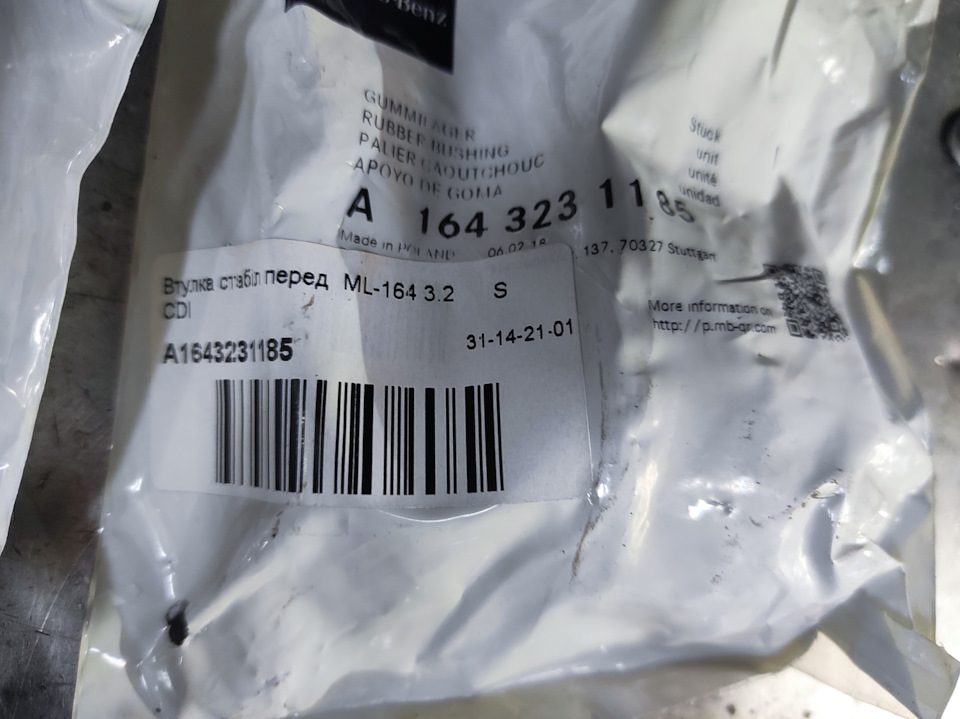 -Benz
GUMMILAGER
RUBBER BUSHING
PALIER CAOUTCHOUC
APOYO DE GOMA
Stück
unit
unité
unidad
A 164 323 11 85
Made in POLAND 06.02.18 137, 70327 Stuttgart
More information on
http://p.mb-qr.com
Втулка стабіл перед ML-164 3.2 S
CDI
A1643231185 31-14-21-01